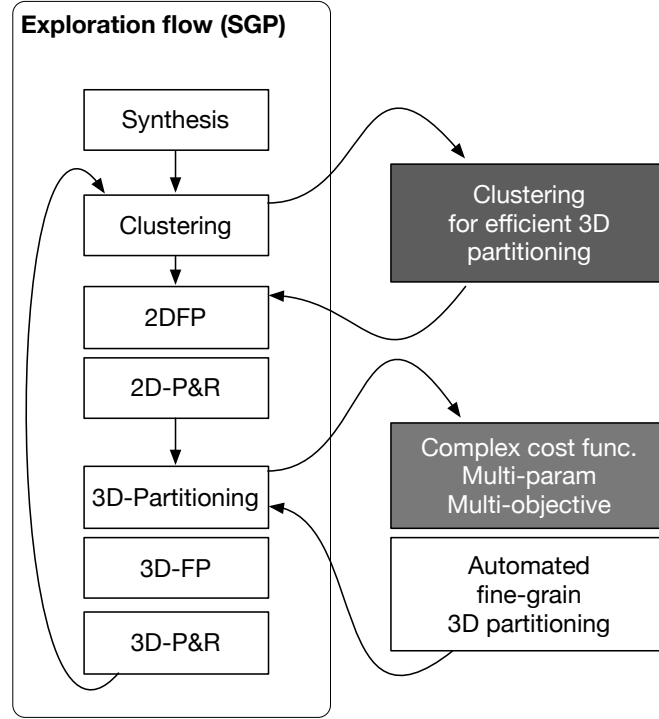 Exploration flow (SGP)
Synthesis
Clustering
2DFP
2D-P&R
3D-Partitioning
3D-FP
3D-P&R
Clustering
for efficient 3D
partitioning
Complex cost func.
Multi-param
Multi-objective
Automated
fine-grain
3D partitioning